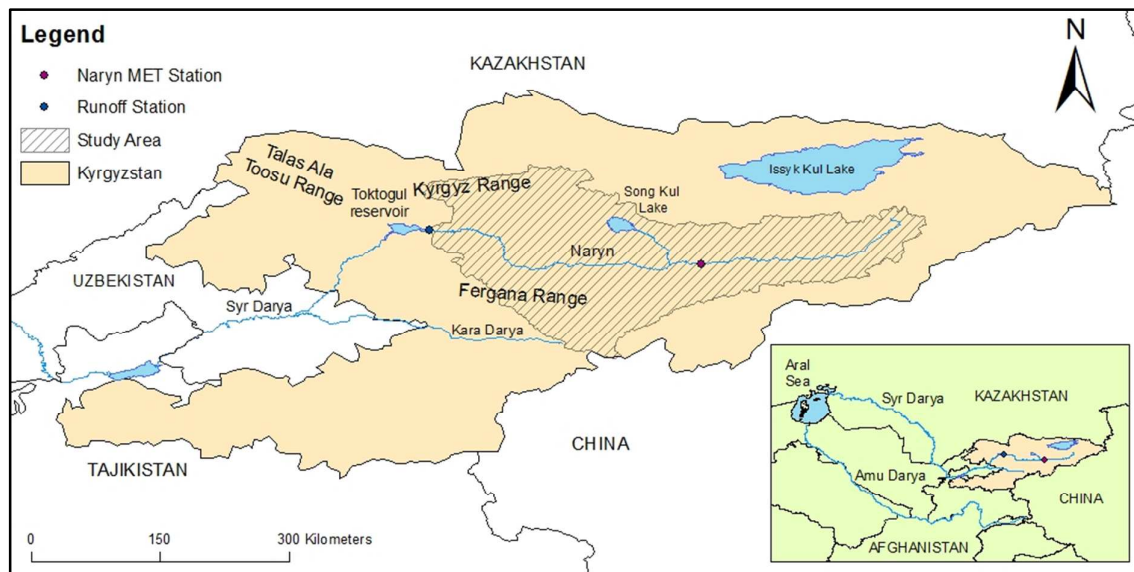 Legend
Naryn MET Station
Runoff Station
Study Area
Kyrgyzstan
N
KAZAKHSTAN
Talas Ala
Toosu Range
Kyrgyz Range
Toktogul
reservoir
Song Kul
Lake
Issyk Kul Lake
Naryn
UZBEKISTAN
Fergana Range
Syr Darya
Kara Darya
CHINA
TAJIKISTAN
0 150 300 Kilometers
Aral
Sea
KAZAKHSTAN
Syr Darya
Amu Darya
CHINA
AFGHANISTAN